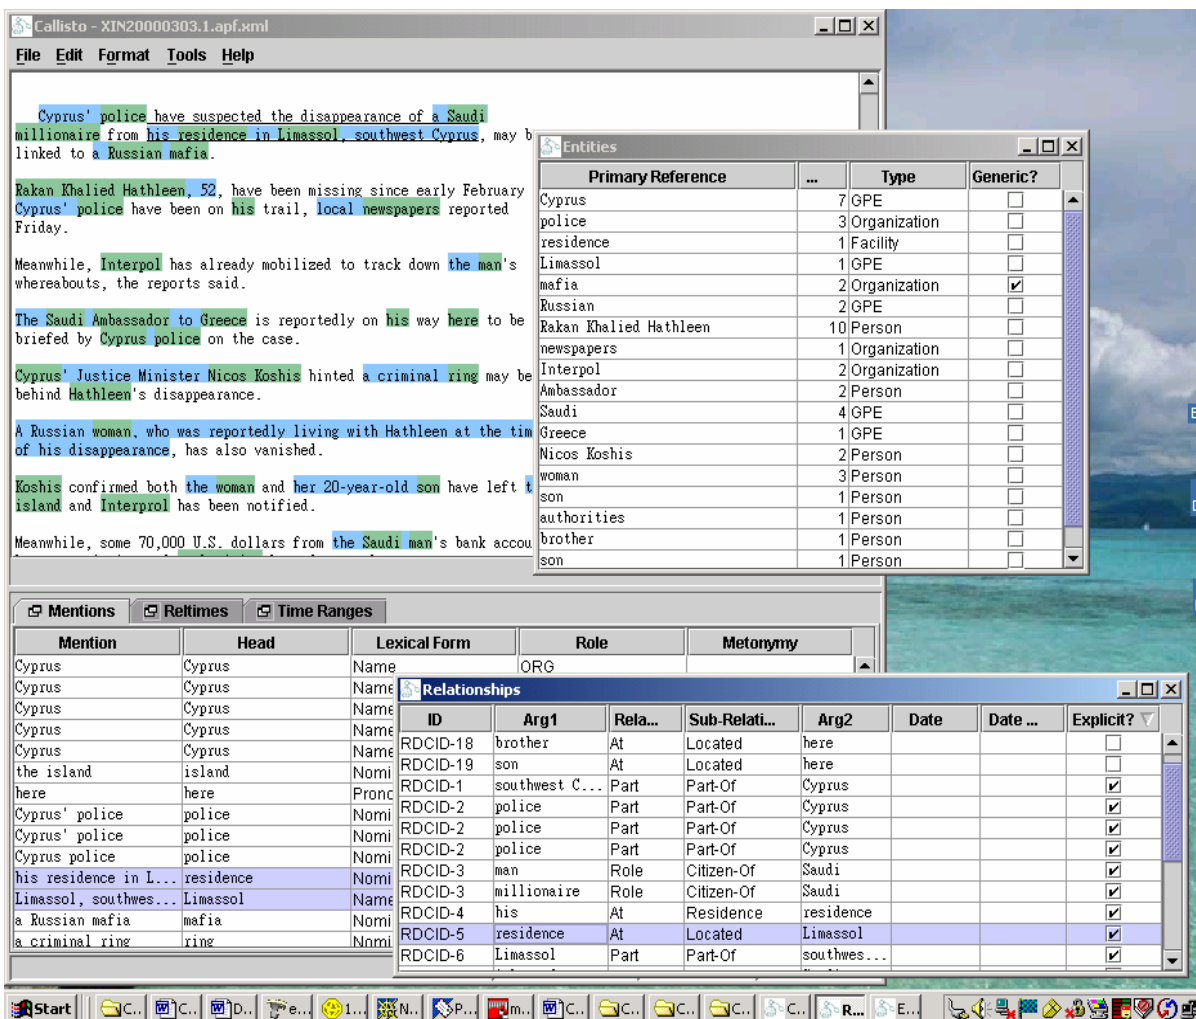 Callisto - XIN20000303.1.apf.xml
File Edit Format Tools Help
Cyprus' police have suspected the disappearance of a Saudi
millionaire from his residence in Limassol, southwest Cyprus, may b
linked to a Russian mafia.
Rakan Khalied Hathleen, 52, have been missing since early February
Cyprus' police have been on his trail, local newspapers reported
Friday.
Meanwhile, Interpol has already mobilized to track down the man's
whereabouts, the reports said.
The Saudi Ambassador to Greece is reportedly on his way here to be
briefed by Cyprus police on the case.
Cyprus' Justice Minister Nicos Koshis hinted a criminal ring may be
behind Hathleen's disappearance.
A Russian woman, who was reportedly living with Hathleen at the tim
of his disappearance, has also vanished.
Koshis confirmed both the woman and her 20-year-old son have left t
island and Interprol has been notified.
Meanwhile, some 70,000 U.S. dollars from the Saudi man's bank accou
Entities
Primary Reference ... Type Generic?
Cyprus 7 GPE
police 3 Organization
residence 1 Facility
Limassol 1 GPE
mafia 2 Organization
Russian 2 GPE
Rakan Khalied Hathleen 10 Person
newspapers 1 Organization
Interpol 2 Organization
Ambassador 2 Person
Saudi 4 GPE
Greece 1 GPE
Nicos Koshis 2 Person
woman 3 Person
son 1 Person
authorities 1 Person
brother 1 Person
son 1 Person
Mentions Reltimes Time Ranges
Mention Head Lexical Form Role Metonymy
Cyprus Cyprus Name ORG
Cyprus Cyprus Name
Cyprus Cyprus Name
Cyprus Cyprus Name
Cyprus Cyprus Name
the island island Nomi
here here Pronc
Cyprus' police police Nomi
Cyprus' police police Nomi
Cyprus police police Nomi
his residence in L... residence Nomi
Limassol, southwes... Limassol Name
a Russian mafia mafia Nomi
a criminal ring ring Nomi
Relationships
ID Arg1 Rela... Sub-Relati... Arg2 Date Date ... Explicit?
RDCID-18 brother At Located here
RDCID-19 son At Located here
RDCID-1 southwest C... Part Part-Of Cyprus
RDCID-2 police Part Part-Of Cyprus
RDCID-2 police Part Part-Of Cyprus
RDCID-2 police Part Part-Of Cyprus
RDCID-3 man Role Citizen-Of Saudi
RDCID-3 millionaire Role Citizen-Of Saudi
RDCID-4 his At Residence residence
RDCID-5 residence At Located Limassol
RDCID-6 Limassol Part Part-Of southwes...
Start C.. C.. D.. e.. 1.. N.. P... m.. C.. C.. C.. C.. C.. R... E...